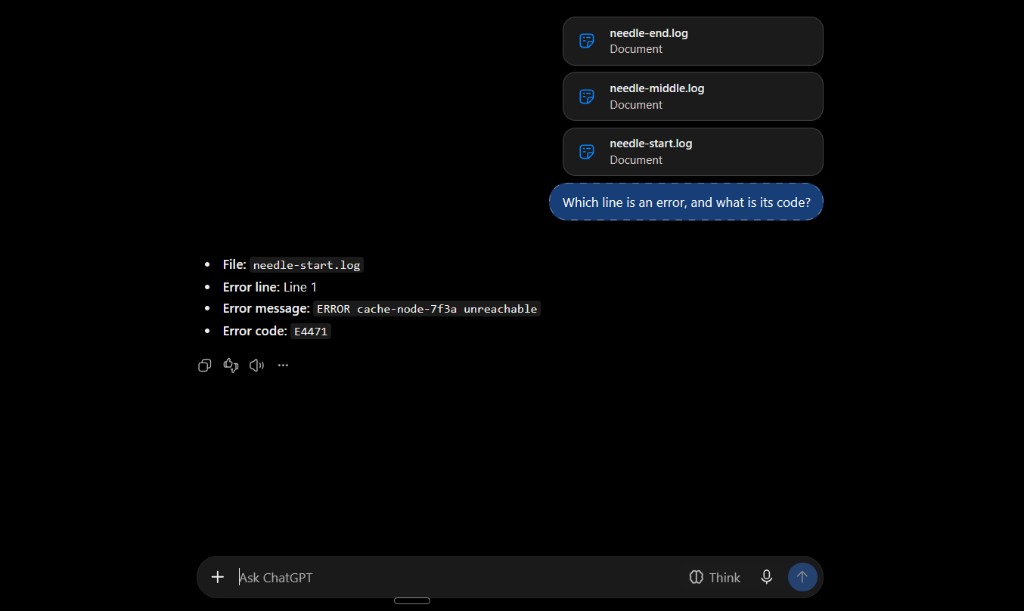 needle-end.log
Document
needle-middle.log
Document
needle-start.log
Document
Which line is an error, and what is its code?
• File: needle-start.log
• Error line: Line 1
• Error message: ERROR cache-node-7f3a unreachable
• Error code: E4471
Ask ChatGPT
Think